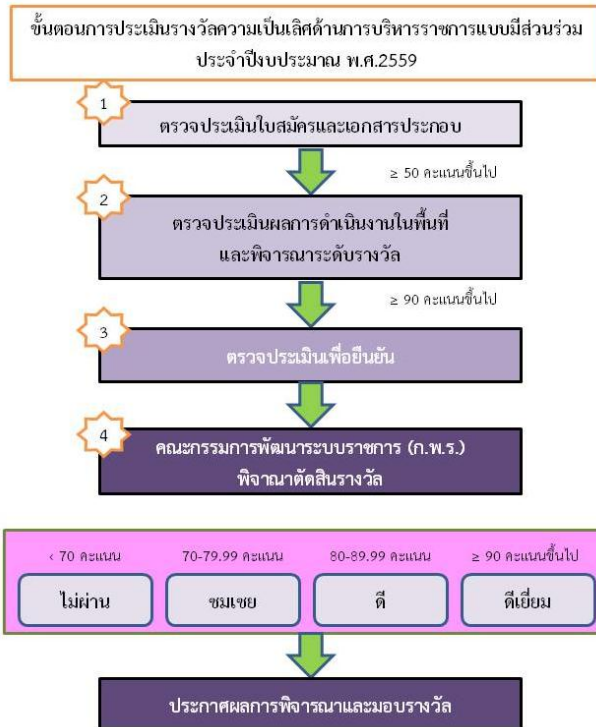 ขั้นตอนการประเมินรางวัลความเป็นเลิศด้านการบริหารราชการแบบมีส่วนร่วม
ประจำปีงบประมาณ พ.ศ.2559
1
ตรวจประเมินใบสมัครและเอกสารประกอบ
≥ 50 คะแนนขึ้นไป
2
ตรวจประเมินผลการดำเนินงานในพื้นที่
และพิจารณาระดับรางวัล
≥ 90 คะแนนขึ้นไป
3
ตรวจประเมินเพื่อยืนยัน
4
คณะกรรมการพัฒนาระบบราชการ (ก.พ.ร.)
พิจาณาตัดสินรางวัล
< 70 คะแนน 70-79.99 คะแนน 80-89.99 คะแนน ≥ 90 คะแนนขึ้นไป
ไม่ผ่าน ชมเชย ดี ดีเยี่ยม
ประกาศผลการพิจารณาและมอบรางวัล